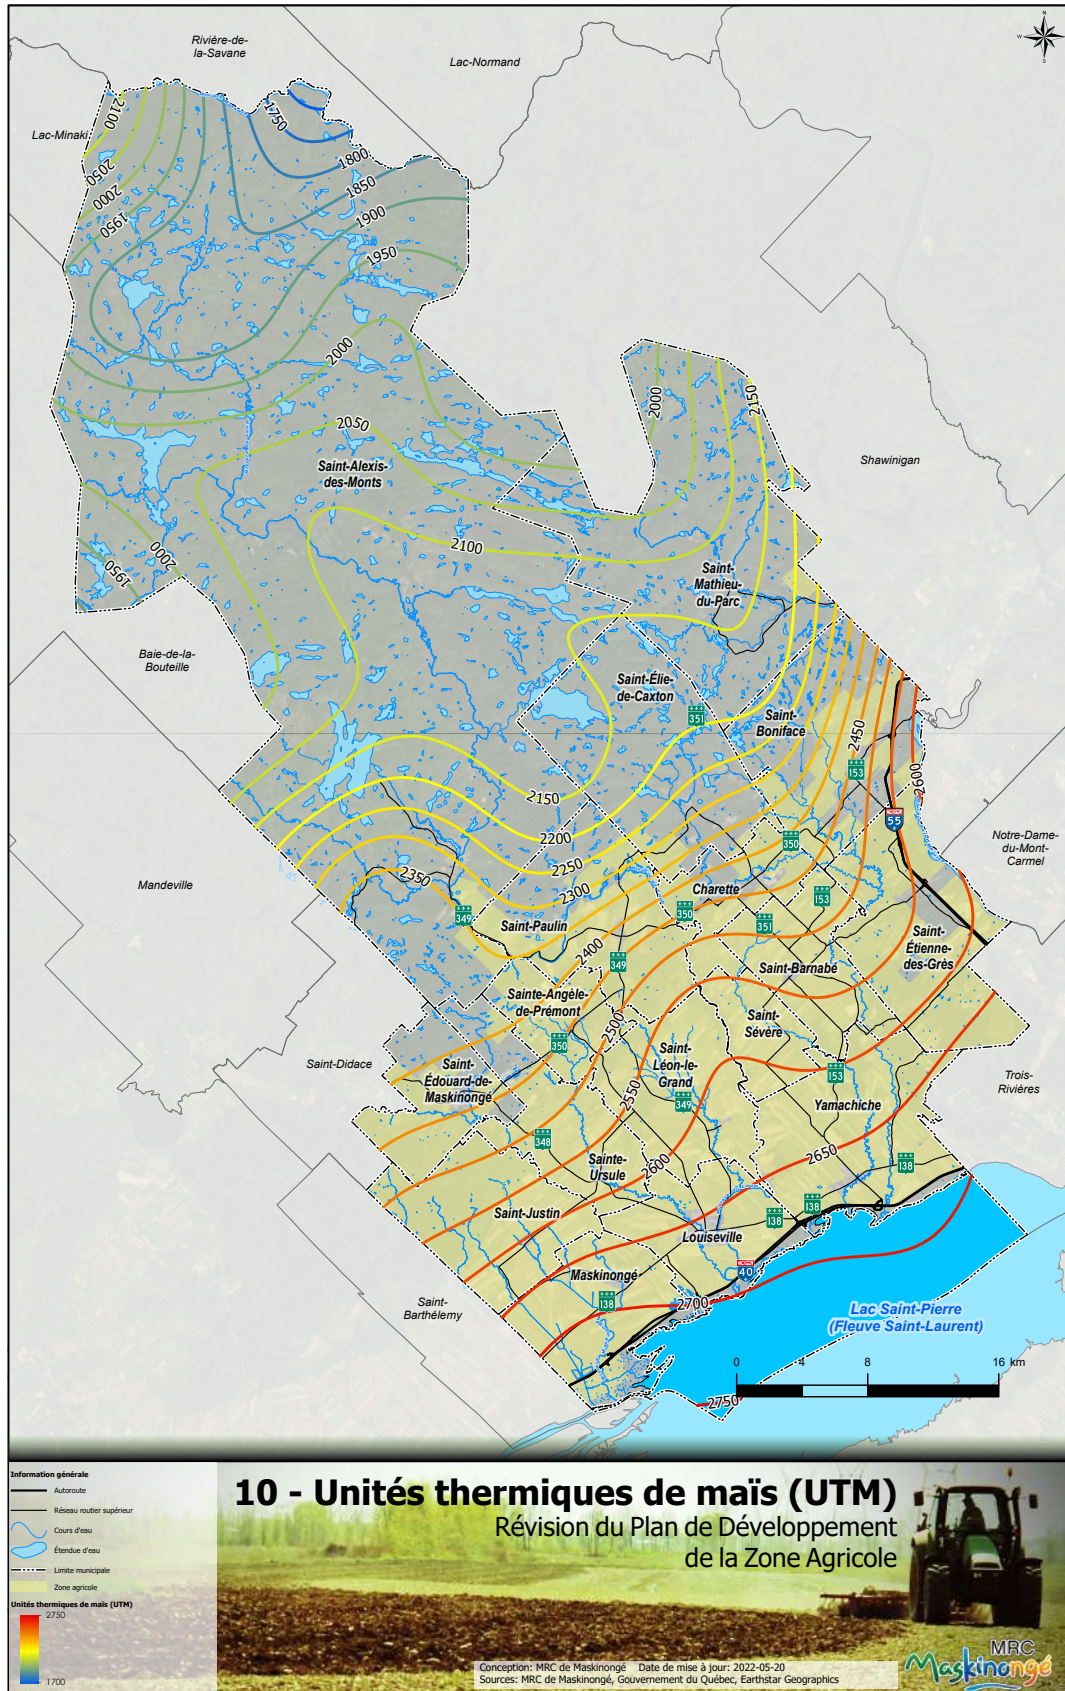 Rivière-de-
la-Savane
Lac-Normand
N
W
E
S
Lac-Minaki
2100
2050
2000
1950
1750
1800
1850
1900
1950
2000
2050
2000
2150
Saint-Alexis-
des-Monts
Shawinigan
2100
2000
1950
Saint-
Mathieu-
du-Parc
Baie-de-la-
Bouteille
Saint-Élie-
de-Caxton
351
Saint-
Boniface
2450
153
2600
55
2150
2200
2250
2300
2350
350
Notre-Dame-
du-Mont-
Carmel
Mandeville
Charette
153
349
350
351
Saint-Paulin
2400
349
Saint-
Étienne-
des-Grès
Saint-Barnabé
Sainte-Angèle-
de-Prémont
Saint-
Sévère
2500
350
Saint-
Léon-le-
Grand
Saint-Didace
Saint-
Édouard-de-
Maskinongé
2550
349
153
Trois-
Rivières
Yamachiche
348
Sainte-
Ursule
2600
2650
138
Saint-Justin
138
138
Louiseville
40
Maskinongé
138
2700
Saint-
Barthélemy
Lac Saint-Pierre
(Fleuve Saint-Laurent)
0 4 8 16 km
2750
Information générale
Autoroute
Réseau routier supérieur
Cours d'eau
Étendue d'eau
Limite municipale
Zone agricole
Unités thermiques de maïs (UTM)
2750
1700
10 - Unités thermiques de maïs (UTM)
Révision du Plan de Développement
de la Zone Agricole
Conception: MRC de Maskinongé Date de mise à jour: 2022-05-20
Sources: MRC de Maskinongé, Gouvernement du Québec, Earthstar Geographics
MRC
Maskinongé